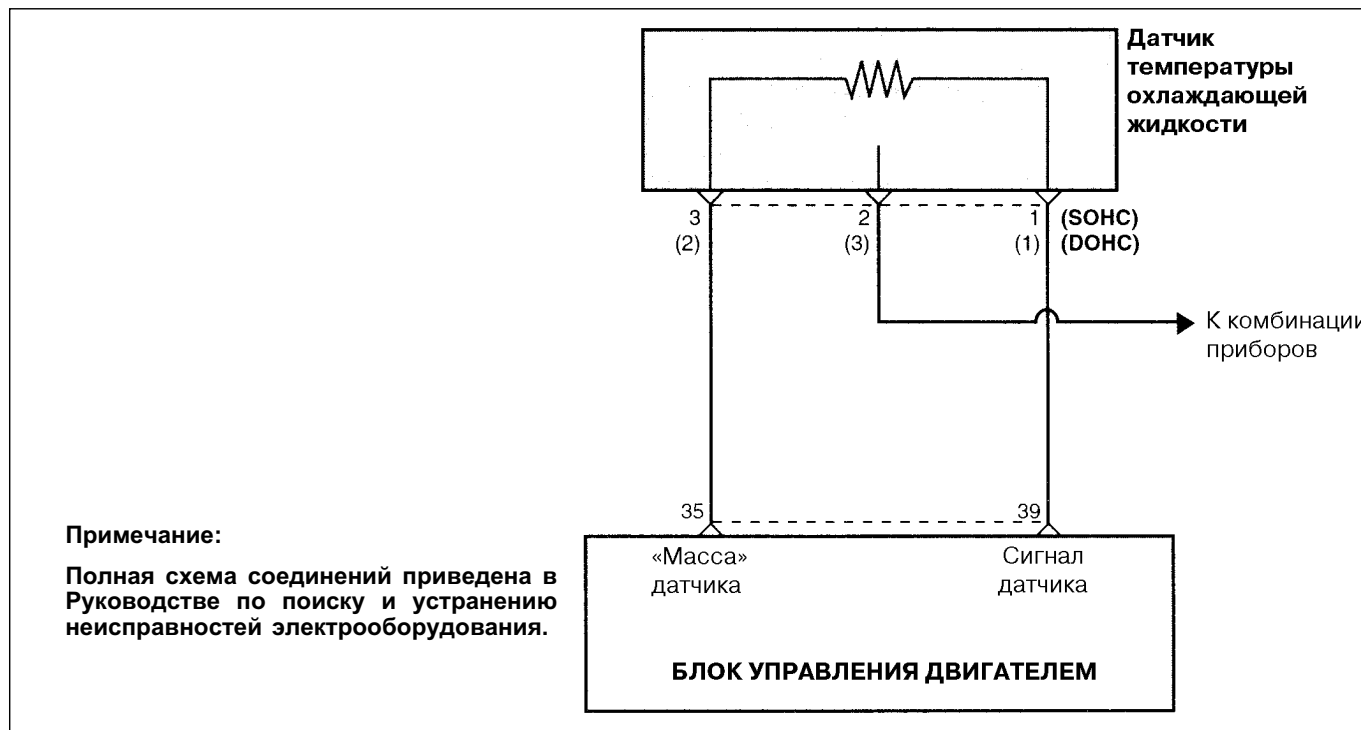 Датчик
температуры
охлаждающей
жидкости
3 2 1 (SOHC)
(2) (3) (1) (DOHC)
К комбинации
приборов
35 39
«Масса»
датчика
Сигнал
датчика
БЛОК УПРАВЛЕНИЯ ДВИГАТЕЛЕМ
Примечание:
Полная схема соединений приведена в
Руководстве по поиску и устранению
неисправностей электрооборудования.